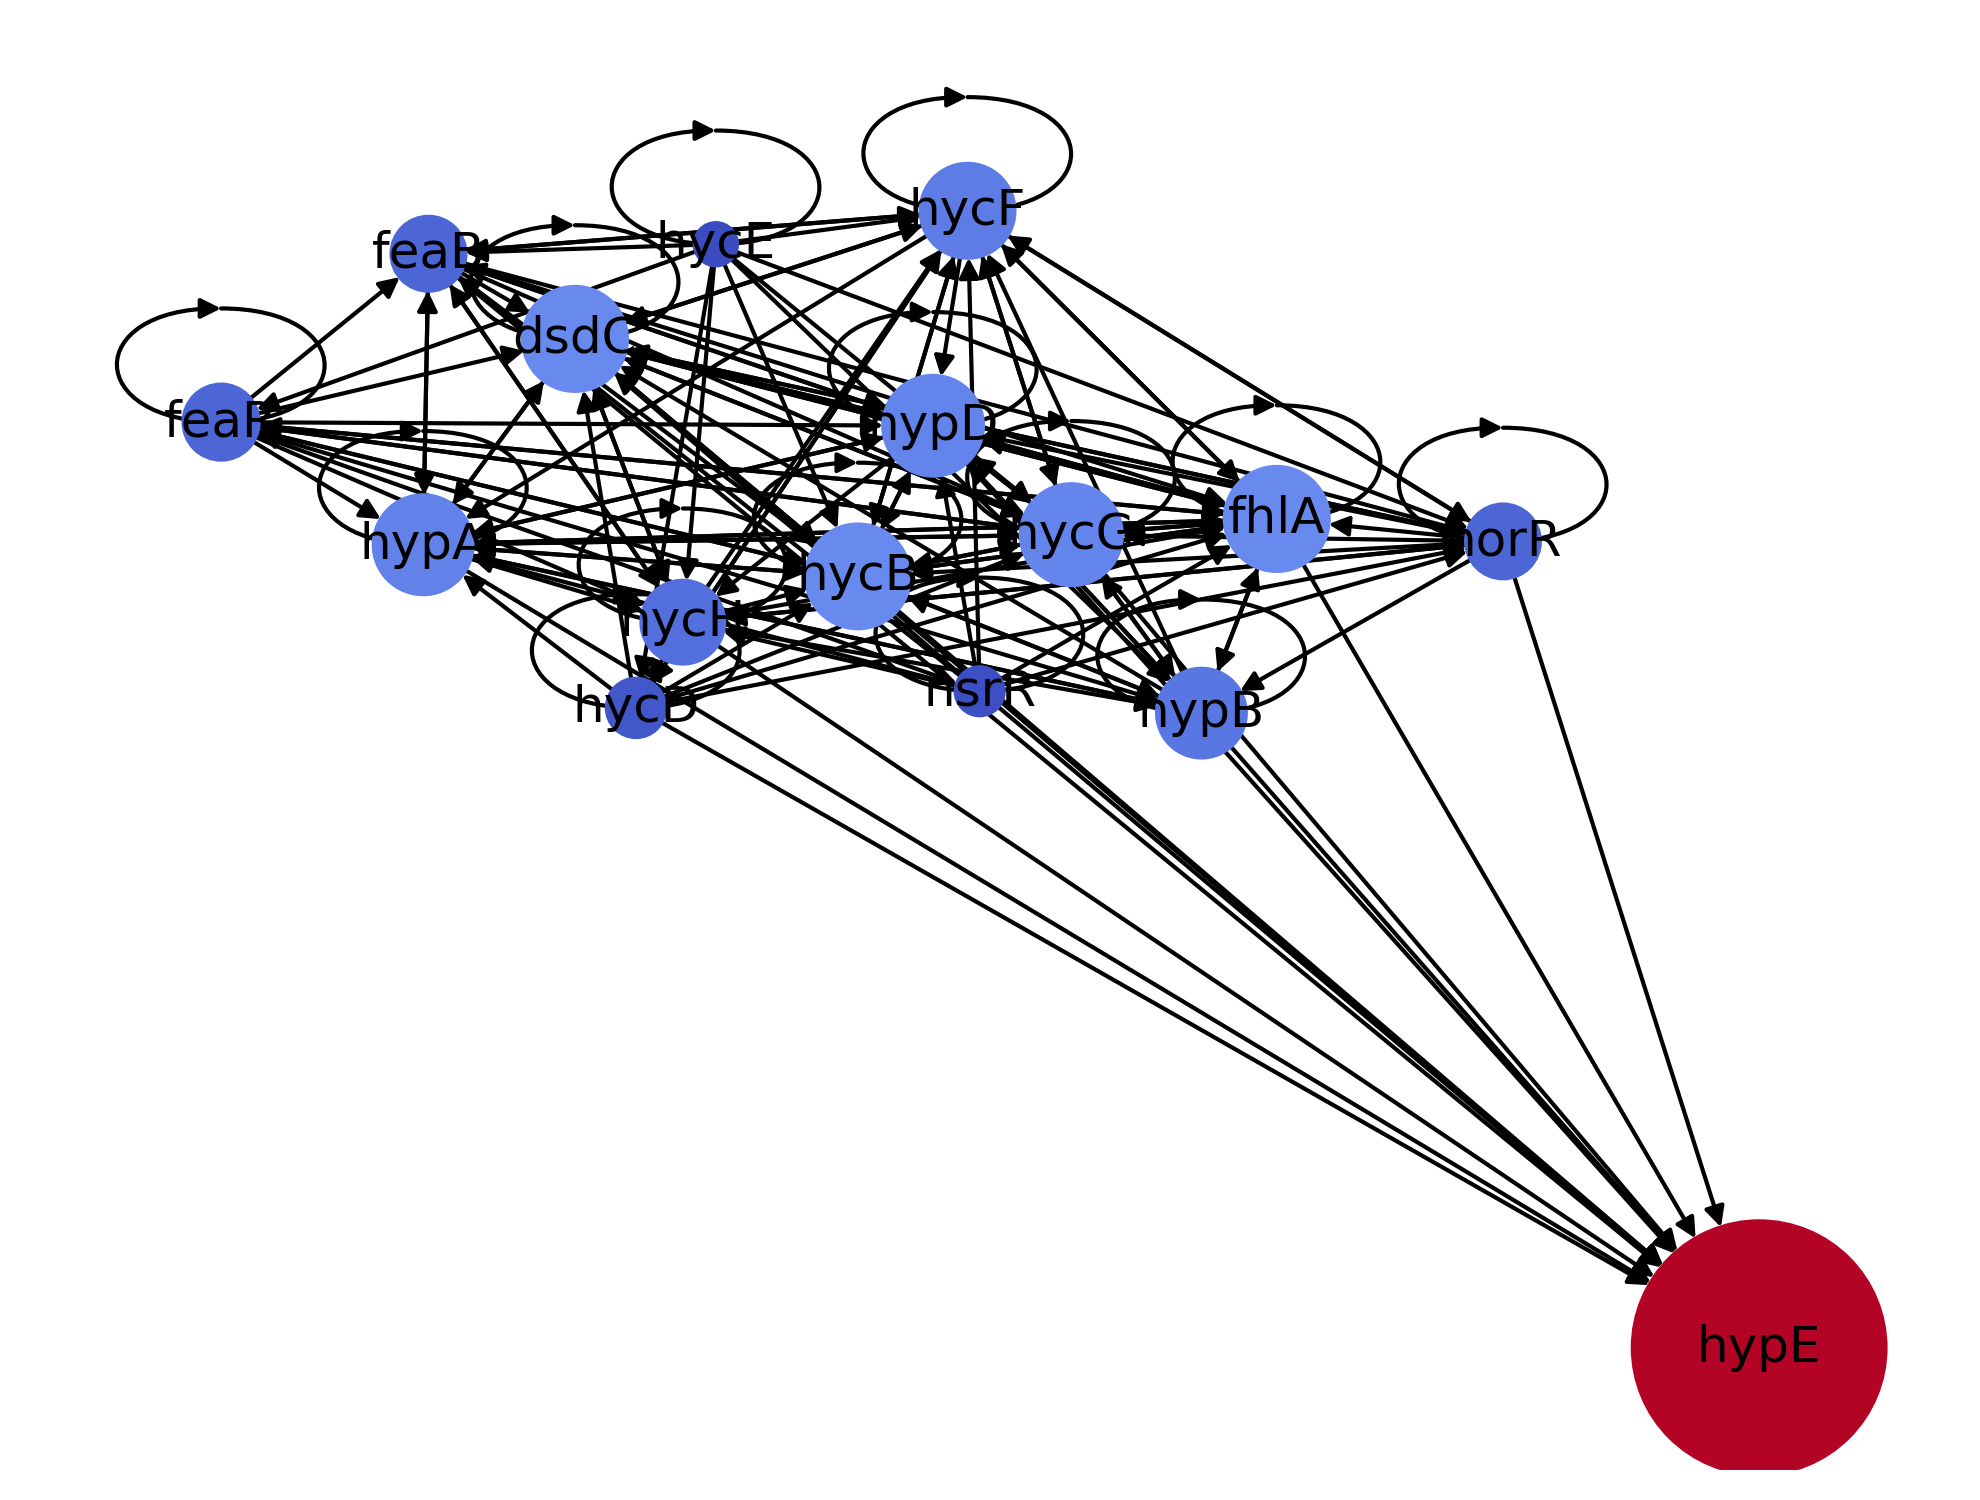 hycF
hycE
feaB
dsdC
feaR
hypD
fhlA
hycG
norR
hypA
hycB
hycH
nsrR
hycD
hypB
hypE